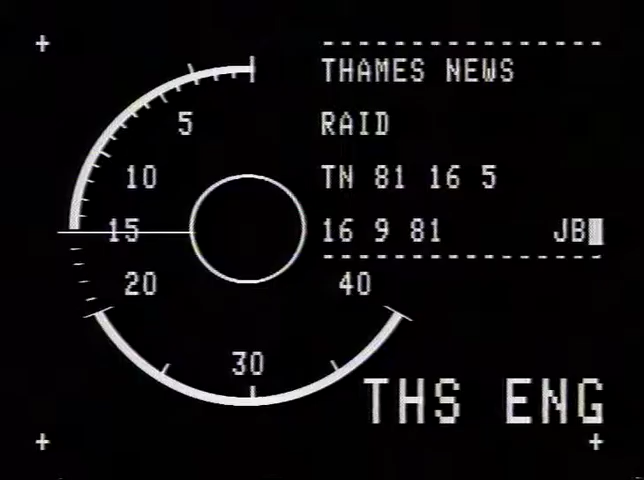 THAMES NEWS
RAID
TN 81 16 5
16 9 81 JB
5
10
15
20
30
40
THS ENG